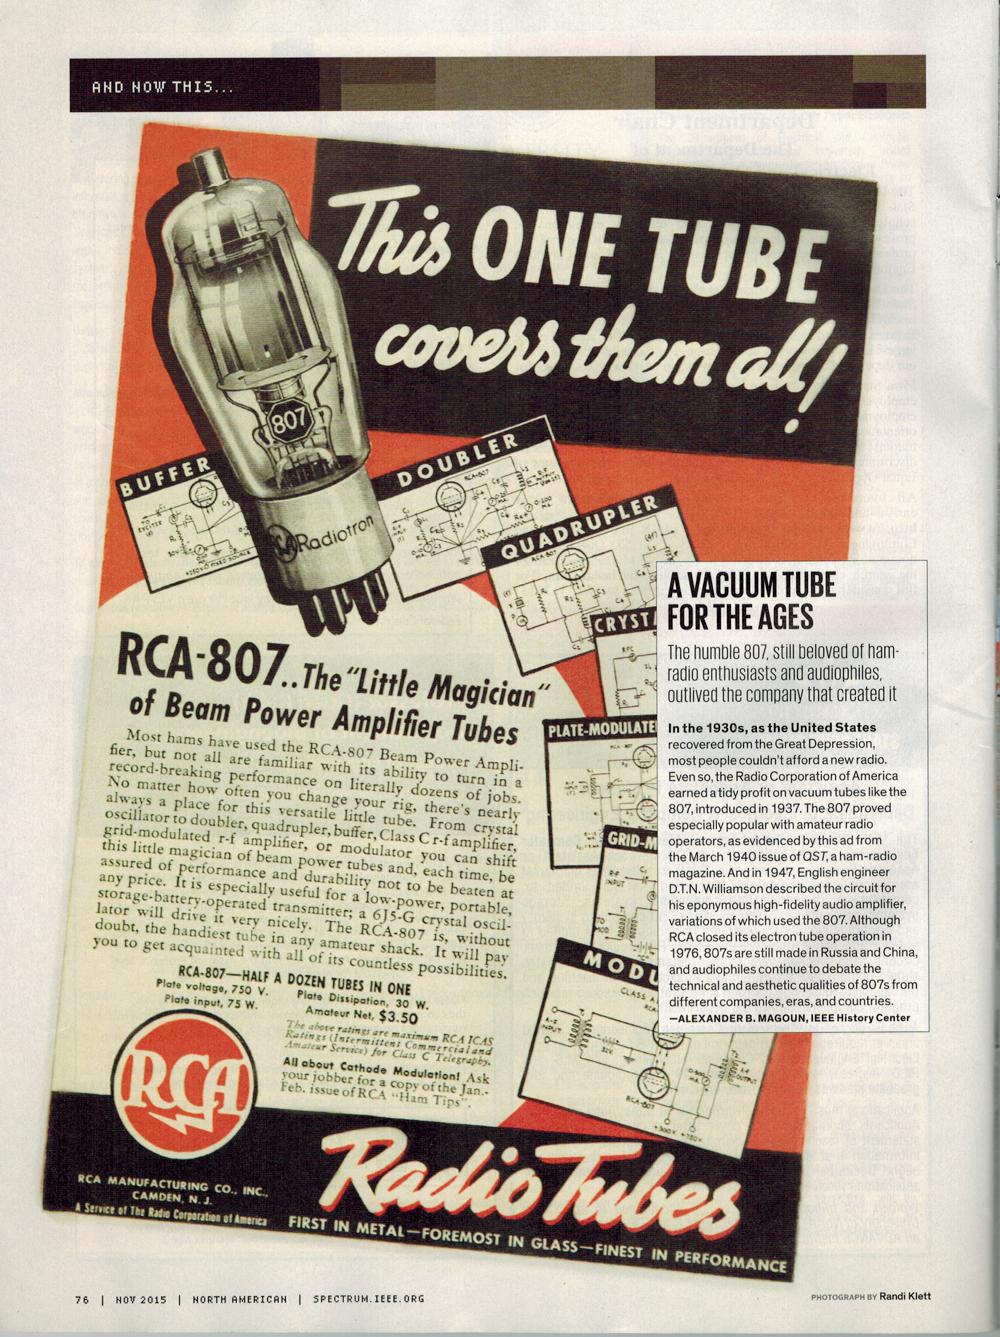 AND NOW THIS...
This ONE TUBE
covers them all!
807
RCA Radiotron
BUFFER
DOUBLER
RCA-807
QUADRUPLER
RCA-807
CRYST
RFC
PLATE-MODULATE
GRID-M
R-F
INPUT
TO
MOD
MODU
CLASS A
A-F
INPUT
RCA-807
+300V +750V
RCA-807..The "Little Magician"
of Beam Power Amplifier Tubes
Most hams have used the RCA-807 Beam Power Ampli-
fier, but not all are familiar with its ability to turn in a
record-breaking performance on literally dozens of jobs.
No matter how often you change your rig, there's nearly
always a place for this versatile little tube. From crystal
oscillator to doubler, quadrupler, buffer, Class C r-f amplifier,
grid-modulated r-f amplifier, or modulator you can shift
this little magician of beam power tubes and, each time, be
assured of performance and durability not to be beaten at
any price. It is especially useful for a low-power, portable,
storage-battery-operated transmitter; a 6J5-G crystal oscil-
lator will drive it very nicely. The RCA-807 is, without
doubt, the handiest tube in any amateur shack. It will pay
you to get acquainted with all of its countless possibilities.
RCA-807—HALF A DOZEN TUBES IN ONE
Plate voltage, 750 V.
Plate input, 75 W.
Plate Dissipation, 30 W.
Amateur Net, $3.50
The above ratings are maximum RCA ICAS
Ratings (Intermittent Commercial and
Amateur Service) for Class C Telegraphy.
All about Cathode Modulation! Ask
your jobber for a copy of the Jan.-
Feb. issue of RCA "Ham Tips".
RCA
RCA MANUFACTURING CO., INC.,
CAMDEN, N. J.
A Service of The Radio Corporation of America
Radio Tubes
FIRST IN METAL—FOREMOST IN GLASS—FINEST IN PERFORMANCE
A VACUUM TUBE
FOR THE AGES
The humble 807, still beloved of ham-
radio enthusiasts and audiophiles,
outlived the company that created it
In the 1930s, as the United States
recovered from the Great Depression,
most people couldn't afford a new radio.
Even so, the Radio Corporation of America
earned a tidy profit on vacuum tubes like the
807, introduced in 1937. The 807 proved
especially popular with amateur radio
operators, as evidenced by this ad from
the March 1940 issue of QST, a ham-radio
magazine. And in 1947, English engineer
D.T.N. Williamson described the circuit for
his eponymous high-fidelity audio amplifier,
variations of which used the 807. Although
RCA closed its electron tube operation in
1976, 807s are still made in Russia and China,
and audiophiles continue to debate the
technical and aesthetic qualities of 807s from
different companies, eras, and countries.
—ALEXANDER B. MAGOUN, IEEE History Center
76 | NOV 2015 | NORTH AMERICAN | SPECTRUM.IEEE.ORG
PHOTOGRAPH BY Randi Klett